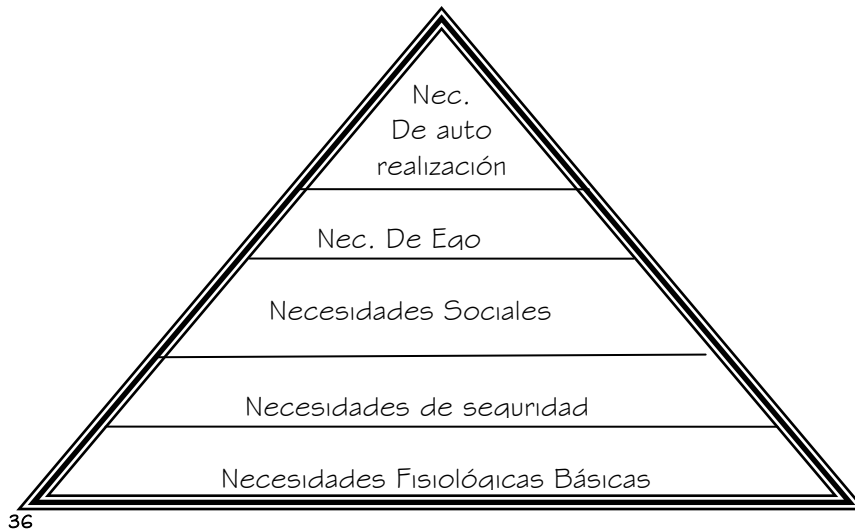 Nec.
De auto
realización
Nec. De Ego
Necesidades Sociales
Necesidades de seguridad
Necesidades Fisiológicas Básicas
36